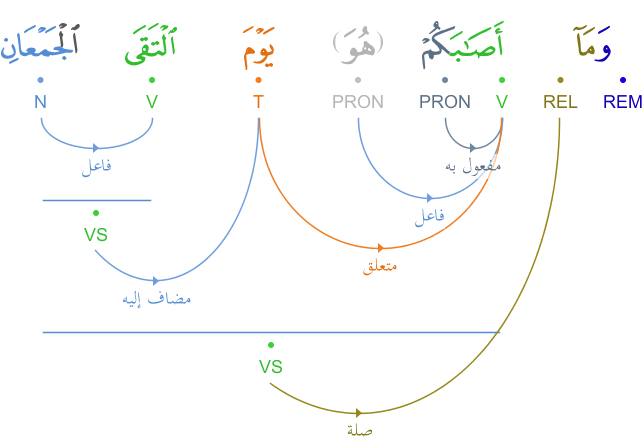 وَمَآ أَصَـٰبَكُمْ (هُوَ) يَوْمَ ٱلْتَقَى ٱلْجَمْعَانِ
N V T PRON PRON V REL REM
فاعل
مفعول به
فاعل
VS
متعلق
مضاف إليه
VS
صلة